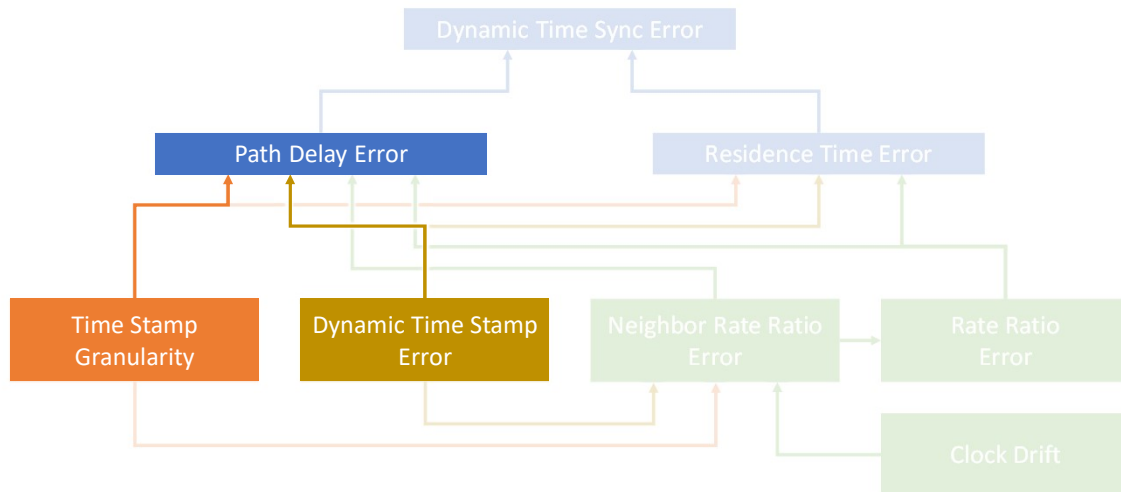 Dynamic Time Sync Error
Path Delay Error
Residence Time Error
Time Stamp
Granularity
Dynamic Time Stamp
Error
Neighbor Rate Ratio
Error
Rate Ratio
Error
Clock Drift